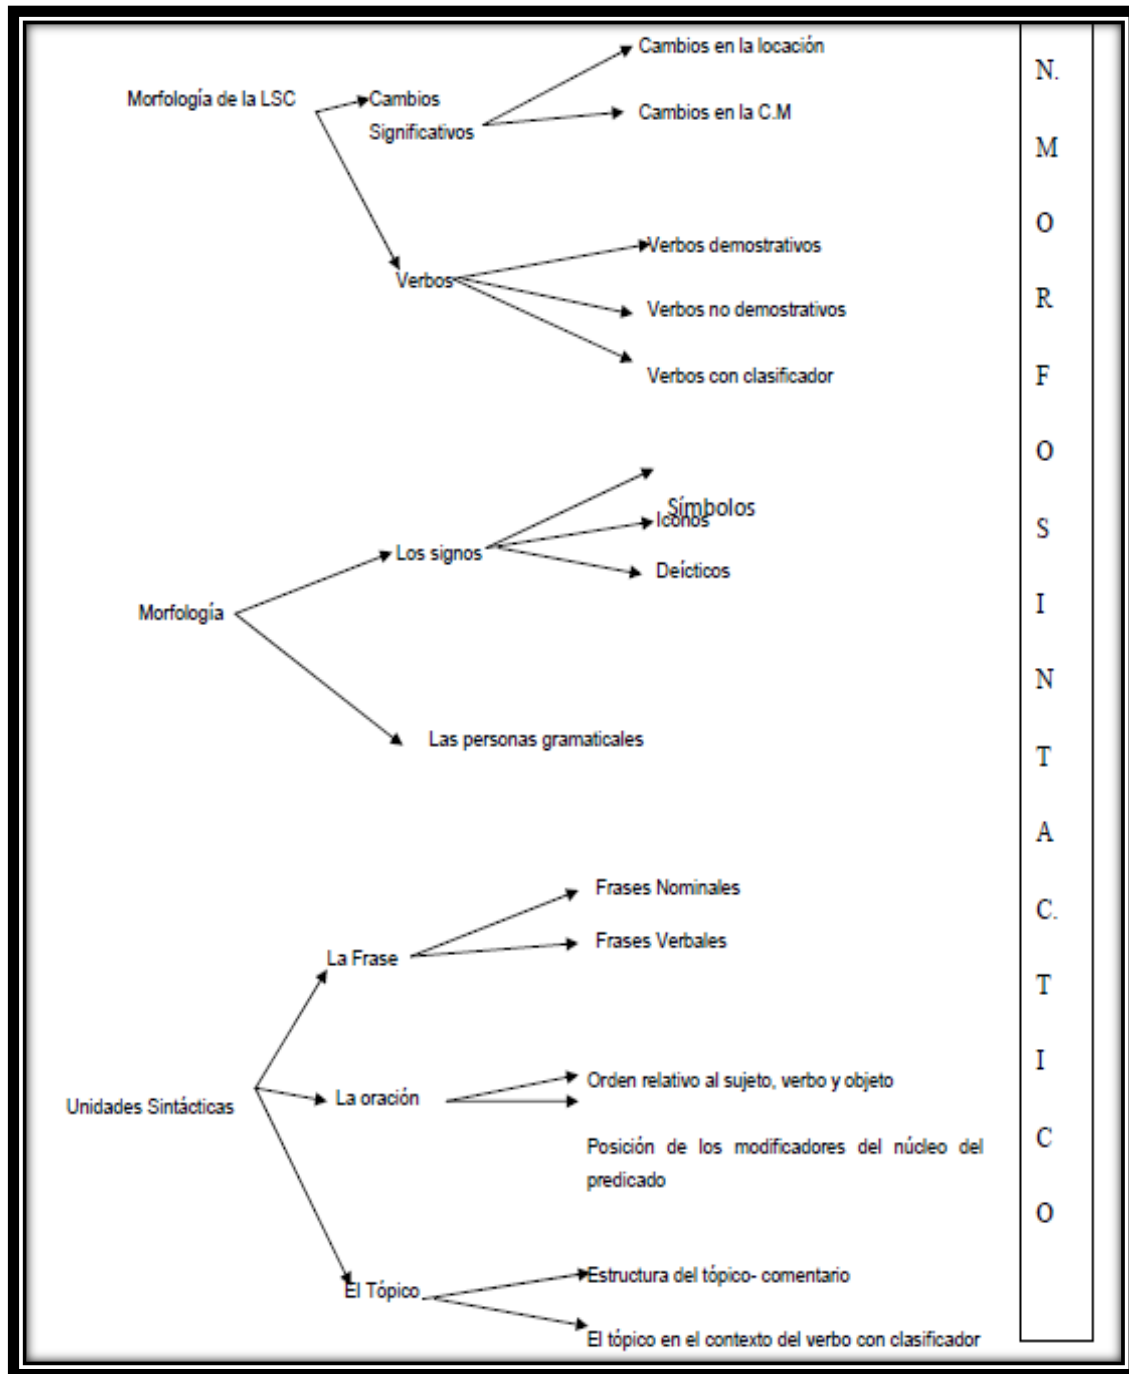 Cambios en la locación
Morfología de la LSC
Cambios
Significativos
Cambios en la C.M
Verbos
Verbos demostrativos
Verbos no demostrativos
Verbos con clasificador
Morfología
Los signos
Símbolos
Iconos
Deícticos
Las personas gramaticales
Unidades Sintácticas
La Frase
Frases Nominales
Frases Verbales
La oración
Orden relativo al sujeto, verbo y objeto
Posición de los modificadores del núcleo del
predicado
El Tópico
Estructura del tópico- comentario
El tópico en el contexto del verbo con clasificador
N.
M
O
R
F
O
S
I
N
T
A
C.
T
I
C
O